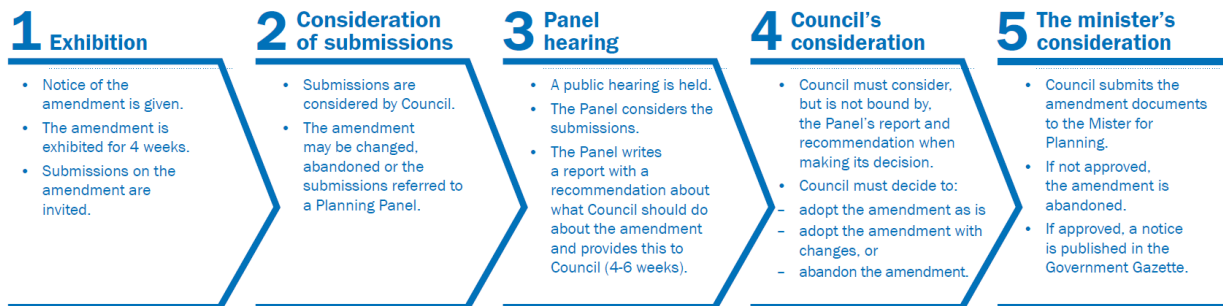 1 Exhibition
• Notice of the
amendment is given.
• The amendment is
exhibited for 4 weeks.
• Submissions on the
amendment are
invited.
2 Consideration
of submissions
• Submissions are
considered by Council.
• The amendment
may be changed,
abandoned or the
submissions referred to
a Planning Panel.
3 Panel
hearing
• A public hearing is held.
• The Panel considers the
submissions.
• The Panel writes
a report with a
recommendation about
what Council should do
about the amendment
and provides this to
Council (4-6 weeks).
4 Council's
consideration
• Council must consider,
but is not bound by,
the Panel's report and
recommendation when
making its decision.
• Council must decide to:
– adopt the amendment as is
– adopt the amendment with
changes, or
– abandon the amendment.
5 The minister's
consideration
• Council submits the
amendment documents
to the Mister for
Planning.
• If not approved,
the amendment is
abandoned.
• If approved, a notice
is published in the
Government Gazette.